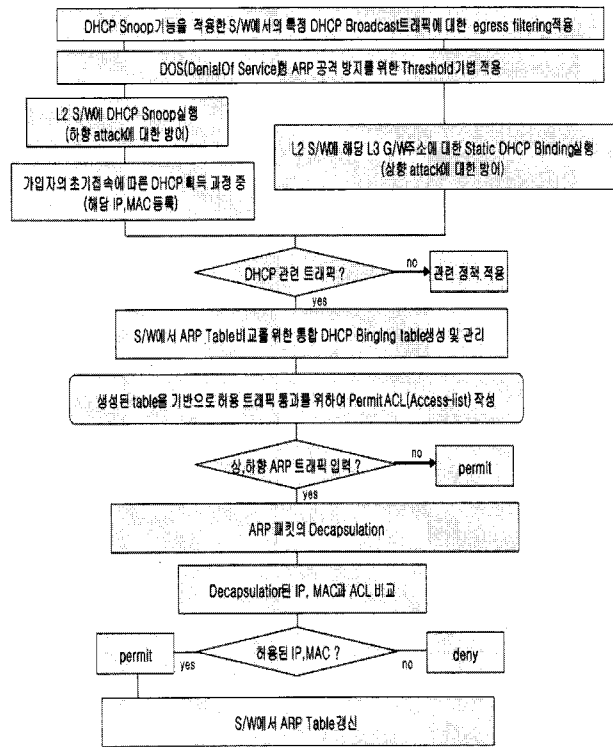 DHCP Snoop기능을 적용한 S/W에서의 특정 DHCP Broadcast트래픽에 대한 egress filtering적용
DOS(Denial Of Service)형 ARP 공격 방지를 위한 Threshold기법 적용
L2 S/W에 DHCP Snoop실행
(하향 attack에 대한 방어)
L2 S/W에 해당 L3 G/W주소에 대한 Static DHCP Binding실행
(상향 attack에 대한 방어)
가입자의 초기접속에 따른 DHCP 획득 과정 중
(해당 IP,MAC 등록)
DHCP 관련 트래픽 ?
no
관련 정책 적용
yes
S/W에서 ARP Table비교를 위한 통합 DHCP Binging table생성 및 관리
생성된 table을 기반으로 허용 트래픽 통과를 위하여 Permit ACL(Access-list) 작성
상,하향 ARP 트래픽 입력 ?
no
permit
yes
ARP 패킷의 Decapsulation
Decapsulation된 IP, MAC과 ACL 비교
permit
yes
허용된 IP,MAC ?
no
deny
S/W에서 ARP Table갱신